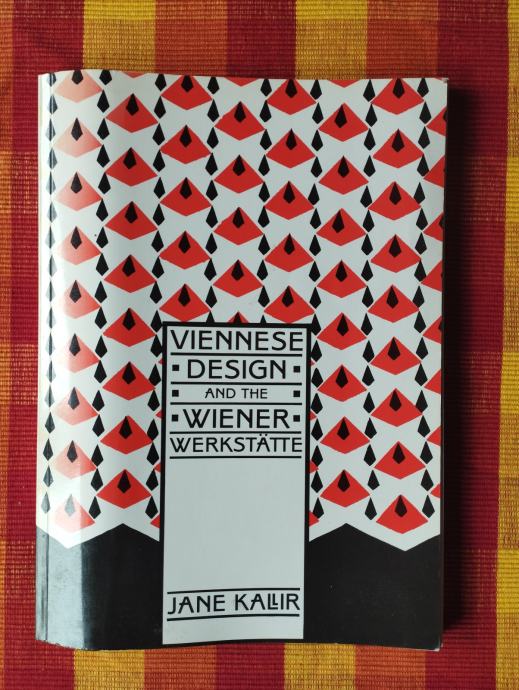 VIENNESE
DESIGN
AND THE
WIENER
WERKSTÄTTE
JANE KALLIR